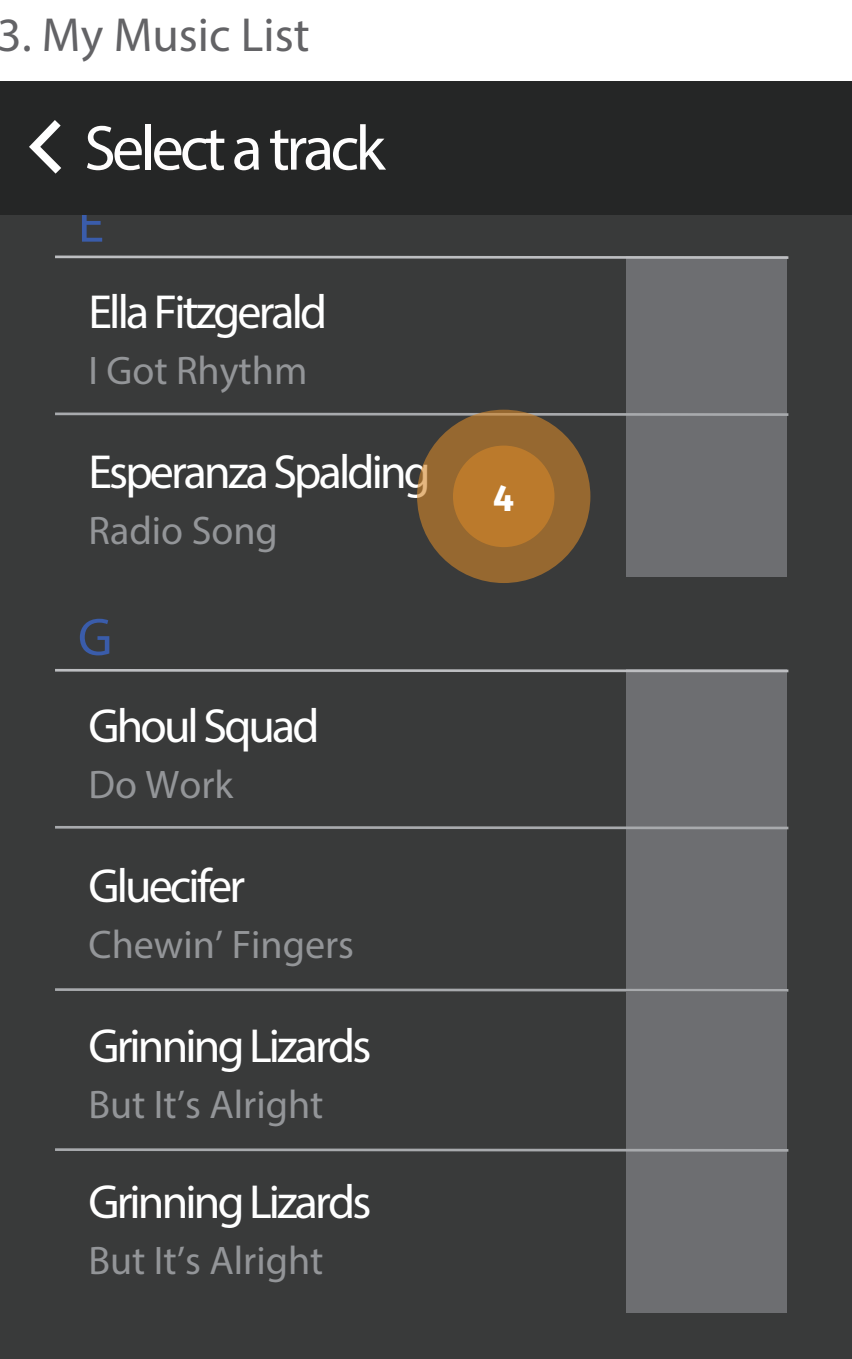 3. My Music List
Select a track
E
Ella Fitzgerald
I Got Rhythm
Esperanza Spalding
Radio Song
4
G
Ghoul Squad
Do Work
Gluecifer
Chewin’ Fingers
Grinning Lizards
But It’s Alright
Grinning Lizards
But It’s Alright